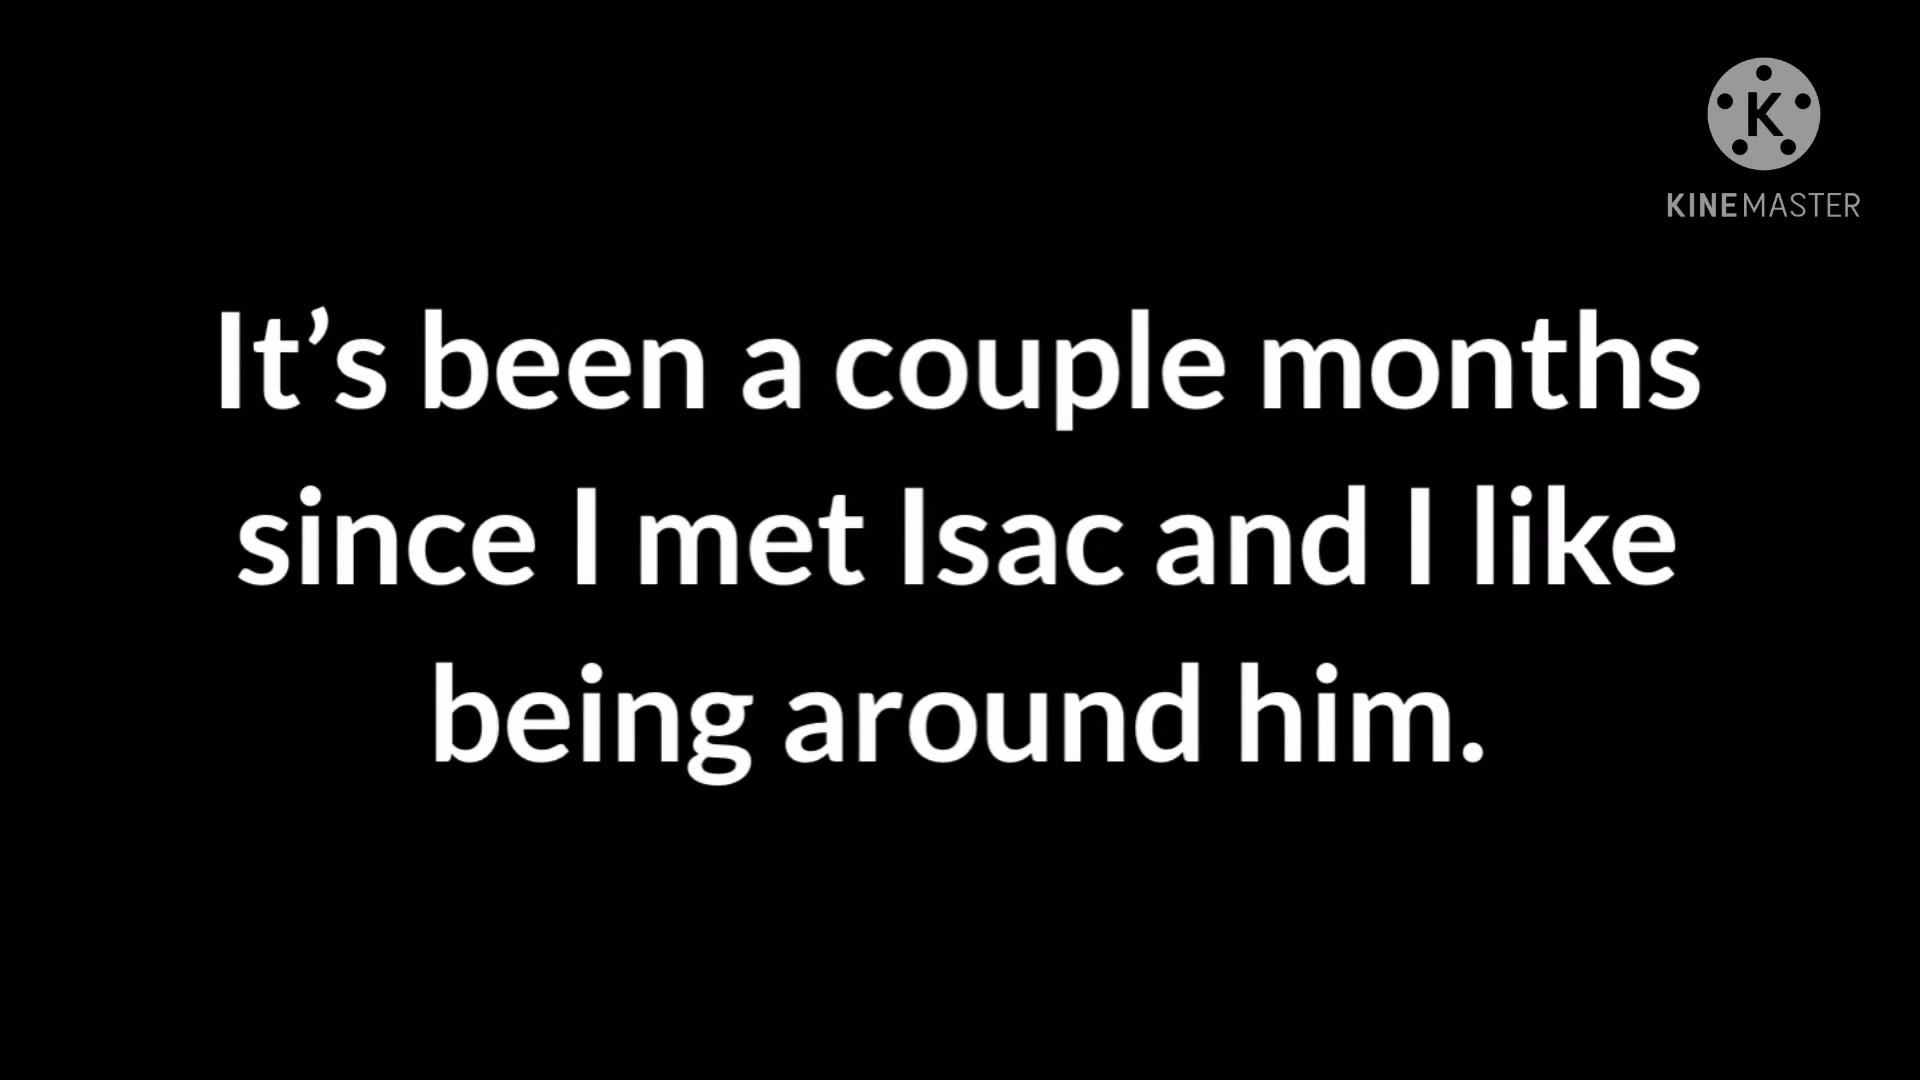 K
KINEMASTER
It’s been a couple months
since I met Isac and I like
being around him.